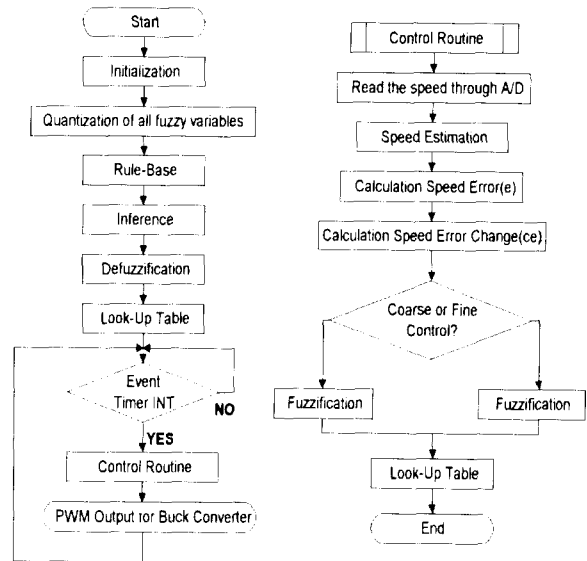 Start
Initialization
Quantization of all fuzzy variables
Rule-Base
Inference
Defuzzification
Look-Up Table
Event
Timer INT
NO
YES
Control Routine
PWM Output for Buck Converter
Control Routine
Read the speed through A/D
Speed Estimation
Calculation Speed Error(e)
Calculation Speed Error Change(ce)
Coarse or Fine
Control?
Fuzzification
Fuzzification
Look-Up Table
End